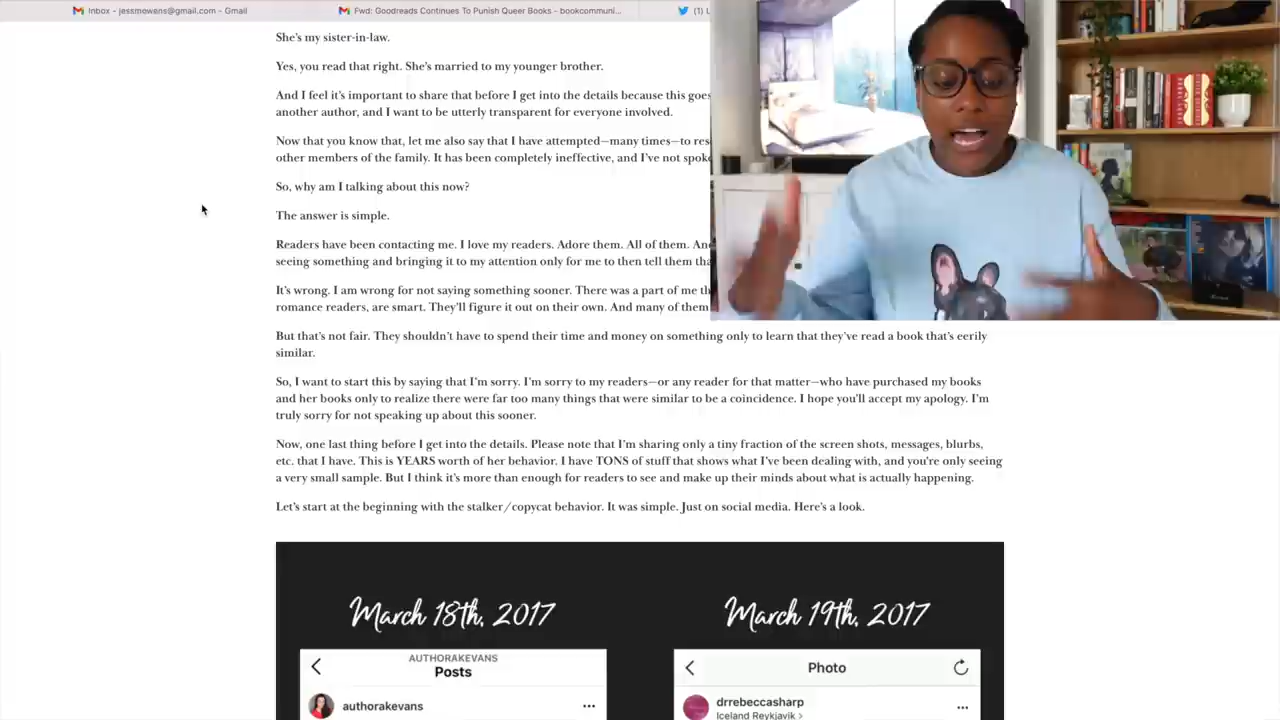 Inbox - jessmowens@gmail.com - Gmail
Fwd: Goodreads Continues To Punish Queer Books - bookcommuni...
(1) L
She's my sister-in-law.
Yes, you read that right. She's married to my younger brother.
And I feel it's important to share that before I get into the details because this goes
another author, and I want to be utterly transparent for everyone involved.
Now that you know that, let me also say that I have attempted—many times—to res
other members of the family. It has been completely ineffective, and I've not spoke
So, why am I talking about this now?
The answer is simple.
Readers have been contacting me. I love my readers. Adore them. All of them. And
seeing something and bringing it to my attention only for me to then tell them tha
It's wrong. I am wrong for not saying something sooner. There was a part of me th
romance readers, are smart. They'll figure it out on their own. And many of them
But that's not fair. They shouldn't have to spend their time and money on something only to learn that they've read a book that's eerily
similar.
So, I want to start this by saying that I'm sorry. I'm sorry to my readers—or any reader for that matter—who have purchased my books
and her books only to realize there were far too many things that were similar to be a coincidence. I hope you'll accept my apology. I'm
truly sorry for not speaking up about this sooner.
Now, one last thing before I get into the details. Please note that I'm sharing only a tiny fraction of the screen shots, messages, blurbs,
etc. that I have. This is YEARS worth of her behavior. I have TONS of stuff that shows what I've been dealing with, and you're only seeing
a very small sample. But I think it's more than enough for readers to see and make up their minds about what is actually happening.
Let's start at the beginning with the stalker/copycat behavior. It was simple. Just on social media. Here's a look.
March 18th, 2017
March 19th, 2017
AUTHORAKEVANS
Posts
Photo
authorakevans
drrebeccasharp
Iceland Reykjavik >